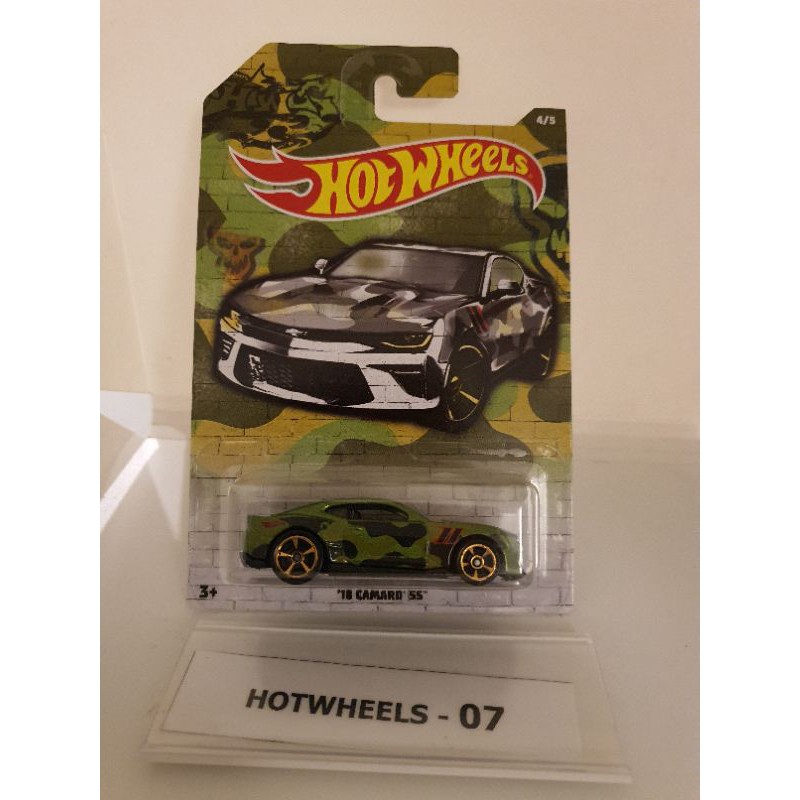 4/5
HOT WHEELS
3+
'18 CAMARO SS
HOTWHEELS - 07